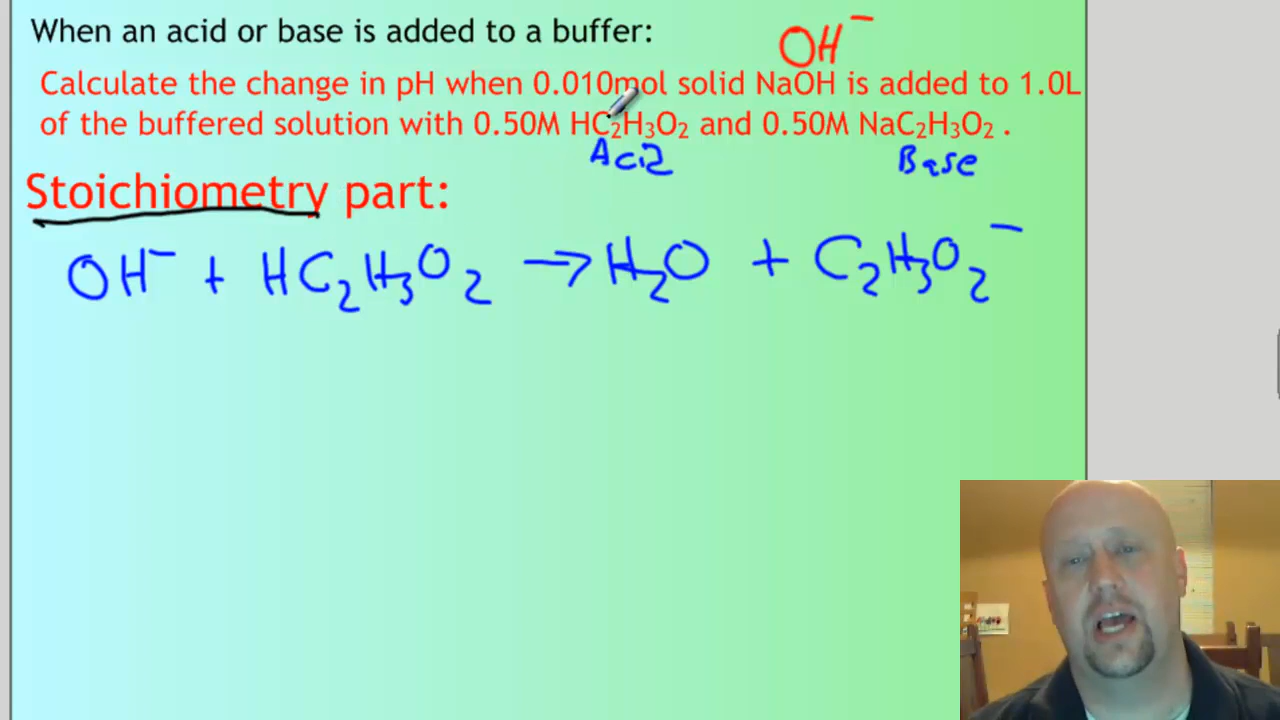 When an acid or base is added to a buffer:
OH⁻
Calculate the change in pH when 0.010mol solid NaOH is added to 1.0L
of the buffered solution with 0.50M HC₂H₃O₂ and 0.50M NaC₂H₃O₂ .
Acid Base
Stoichiometry part:
OH⁻ + HC₂H₃O₂ → H₂O + C₂H₃O₂⁻